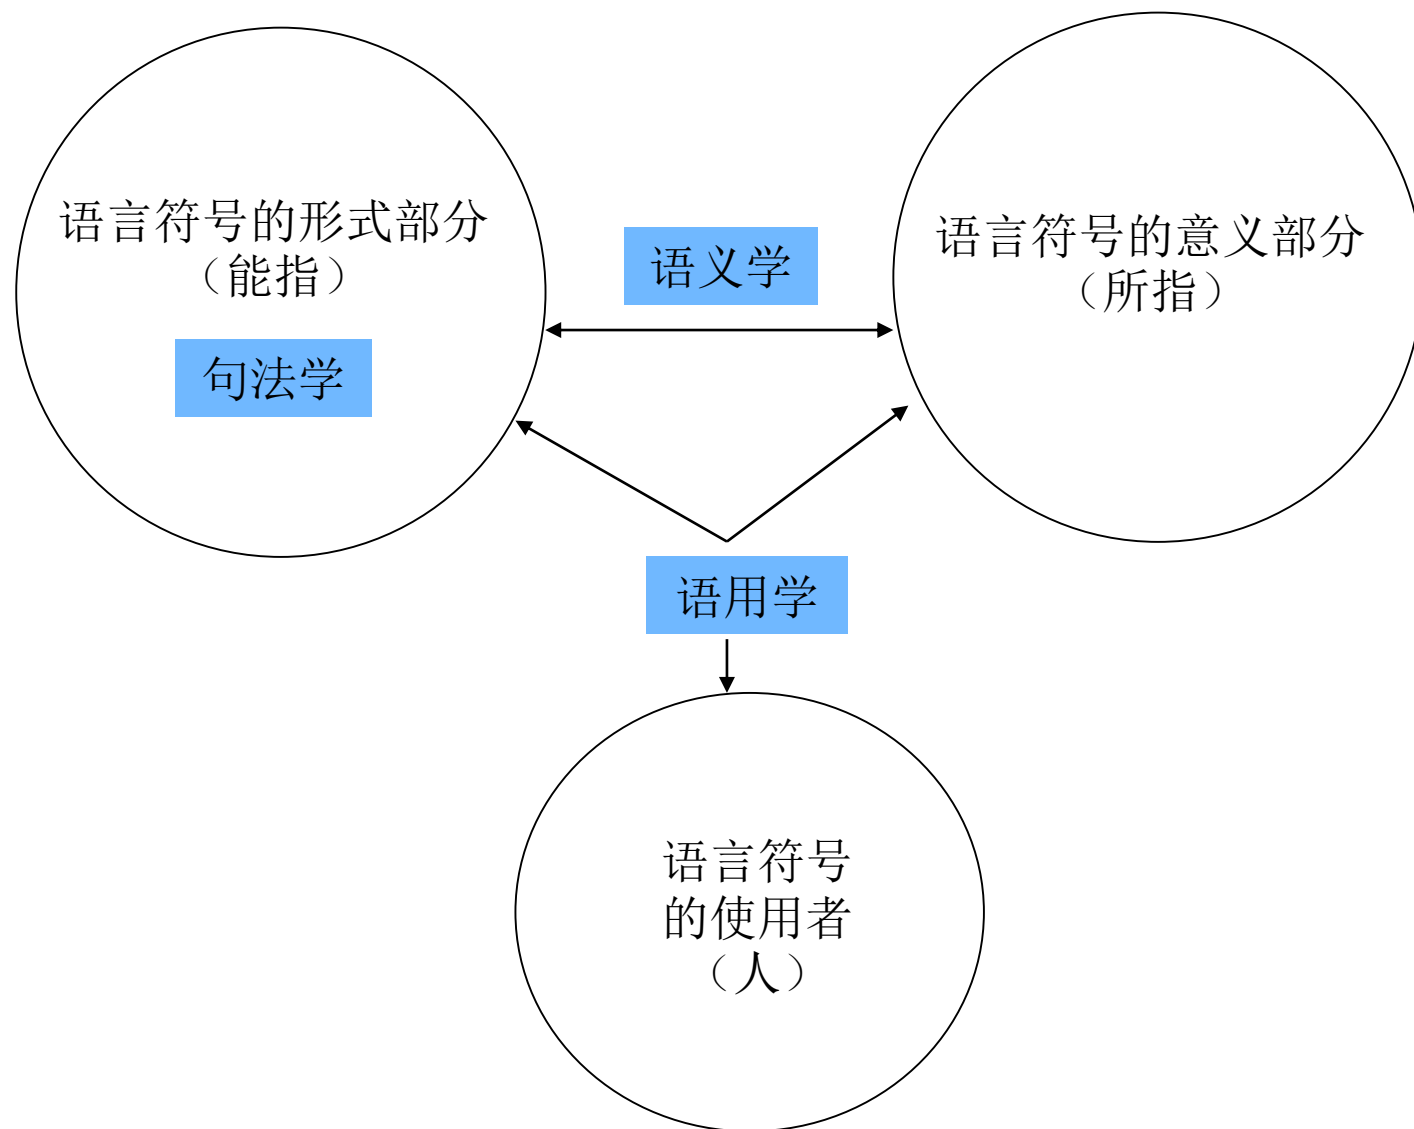 语言符号的形式部分
（能指）
句法学
语义学
语言符号的意义部分
（所指）
语用学
语言符号
的使用者
（人）